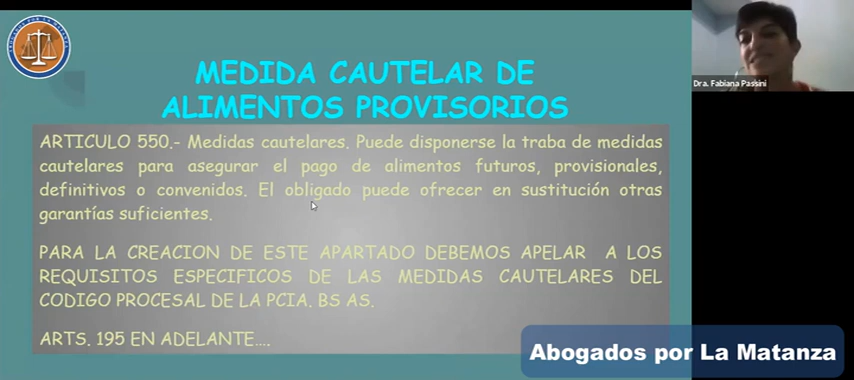 MEDIDA CAUTELAR DE
ALIMENTOS PROVISORIOS
Dra. Fabiana Passini
ARTICULO 550.- Medidas cautelares. Puede disponerse la traba de medidas
cautelares para asegurar el pago de alimentos futuros, provisionales,
definitivos o convenidos. El obligado puede ofrecer en sustitución otras
garantías suficientes.
PARA LA CREACION DE ESTE APARTADO DEBEMOS APELAR A LOS
REQUISITOS ESPECIFICOS DE LAS MEDIDAS CAUTELARES DEL
CODIGO PROCESAL DE LA PCIA. BS AS.
ARTS. 195 EN ADELANTE....
Abogados por La Matanza